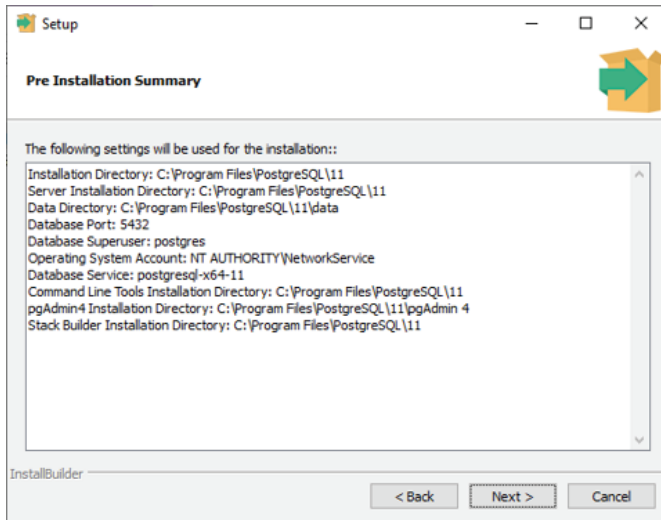 Setup
Pre Installation Summary
The following settings will be used for the installation::
Installation Directory: C:\Program Files\PostgreSQL\11
Server Installation Directory: C:\Program Files\PostgreSQL\11
Data Directory: C:\Program Files\PostgreSQL\11\data
Database Port: 5432
Database Superuser: postgres
Operating System Account: NT AUTHORITY\NetworkService
Database Service: postgresql-x64-11
Command Line Tools Installation Directory: C:\Program Files\PostgreSQL\11
pgAdmin4 Installation Directory: C:\Program Files\PostgreSQL\11\pgAdmin 4
Stack Builder Installation Directory: C:\Program Files\PostgreSQL\11
InstallBuilder
< Back Next > Cancel